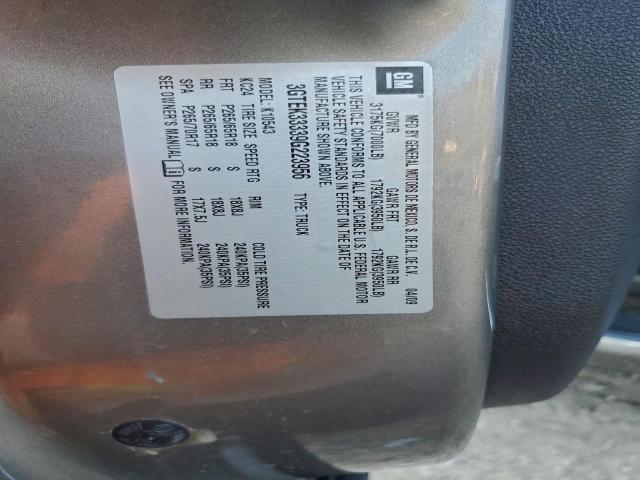 GM
MFG BY GENERAL MOTORS DE MEXICO, S. DE R.L. DE C.V. 04/09
GVWR GAWR FRT GAWR RR
3175KG(7000LB) 1792KG(3950LB) 1792KG(3950LB)
THIS VEHICLE CONFORMS TO ALL APPLICABLE U.S. FEDERAL MOTOR
VEHICLE SAFETY STANDARDS IN EFFECT ON THE DATE OF
MANUFACTURE SHOWN ABOVE.
3GTEK33339G223956 TYPE: TRUCK
MODEL: K10543
KC24 TIRE SIZE SPEED RTG RIM COLD TIRE PRESSURE
FRT P265/65R18 S 18X8J 240KPA(35PSI)
RR P265/65R18 S 18X8J 240KPA(35PSI)
SPA P265/70R17 S 17X7.5J 240KPA(35PSI)
SEE OWNER'S MANUAL FOR MORE INFORMATION.